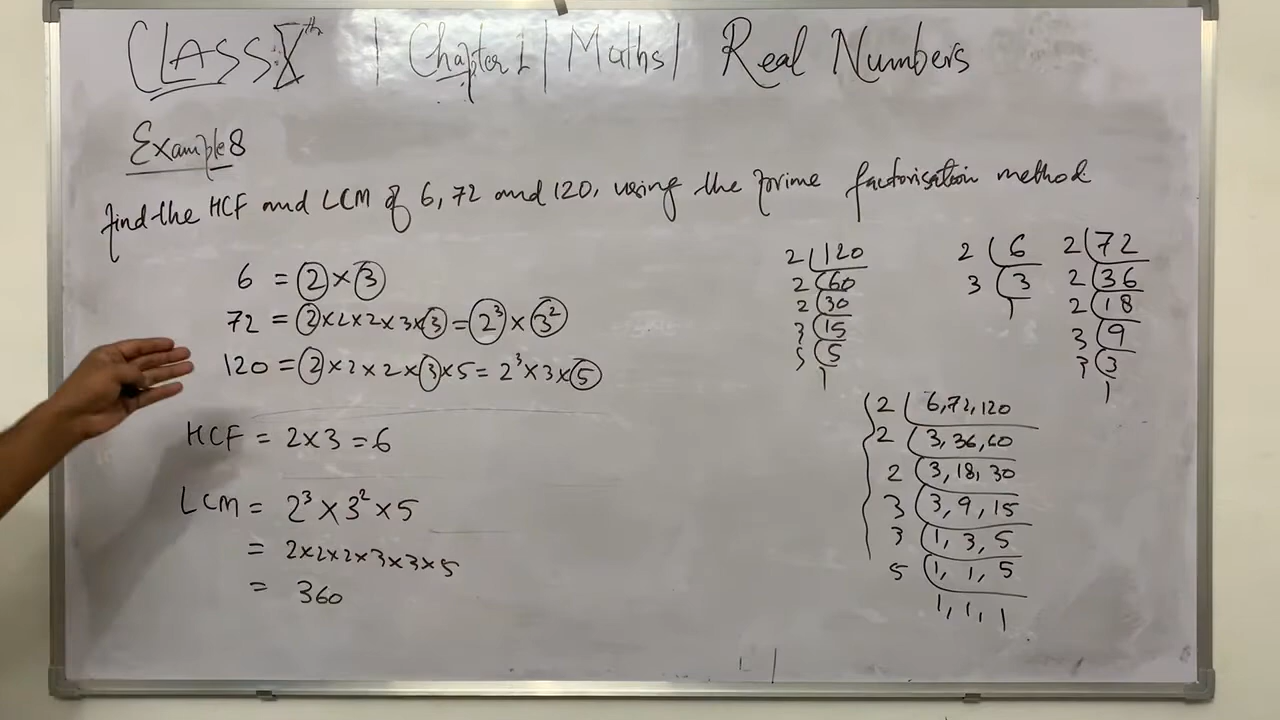 CLASS Xth | Chapter 1 | Maths | Real Numbers
Example 8
find the HCF and LCM of 6, 72 and 120, using the prime factorisation method
6 = 2 × 3
72 = 2×2×2×3×3 = 2³ × 3²
120 = 2×2×2×3×5 = 2³×3×5
HCF = 2×3 = 6
LCM = 2³ × 3² × 5
= 2×2×2×3×3×5
= 360
2 120
2 60
2 30
3 15
5 5
1
2 6
3 3
1
2 72
2 36
2 18
3 9
3 3
1
2 6, 72, 120
2 3, 36, 60
2 3, 18, 30
3 3, 9, 15
3 1, 3, 5
5 1, 1, 5
1, 1, 1